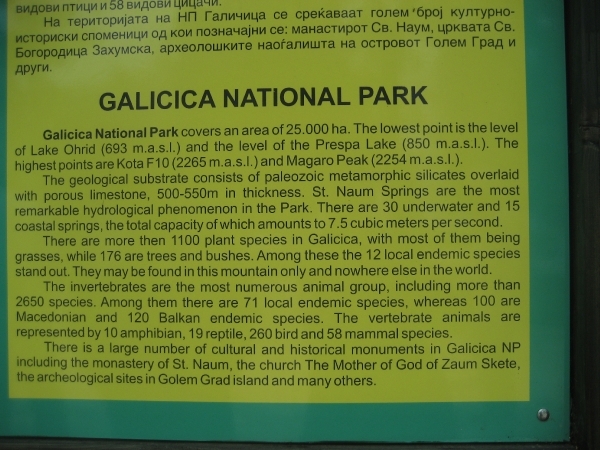 видови птици и 58 видови цицачи.
На територијата на НП Галичица се среќаваат голем број културно-
историски споменици од кои позначајни се: манастирот Св. Наум, црквата Св.
Богородица Захумска, археолошките наоѓалишта на островот Голем Град и
други.
GALICICA NATIONAL PARK
Galicica National Park covers an area of 25.000 ha. The lowest point is the level
of Lake Ohrid (693 m.a.s.l.) and the level of the Prespa Lake (850 m.a.s.l.). The
highest points are Kota F10 (2265 m.a.s.l.) and Magaro Peak (2254 m.a.s.l.).
The geological substrate consists of paleozoic metamorphic silicates overlaid
with porous limestone, 500-550m in thickness. St. Naum Springs are the most
remarkable hydrological phenomenon in the Park. There are 30 underwater and 15
coastal springs, the total capacity of which amounts to 7.5 cubic meters per second.
There are more then 1100 plant species in Galicica, with most of them being
grasses, while 176 are trees and bushes. Among these the 12 local endemic species
stand out. They may be found in this mountain only and nowhere else in the world.
The invertebrates are the most numerous animal group, including more than
2650 species. Among them there are 71 local endemic species, whereas 100 are
Macedonian and 120 Balkan endemic species. The vertebrate animals are
represented by 10 amphibian, 19 reptile, 260 bird and 58 mammal species.
There is a large number of cultural and historical monuments in Galicica NP
including the monastery of St. Naum, the church The Mother of God of Zaum Skete,
the archeological sites in Golem Grad island and many others.